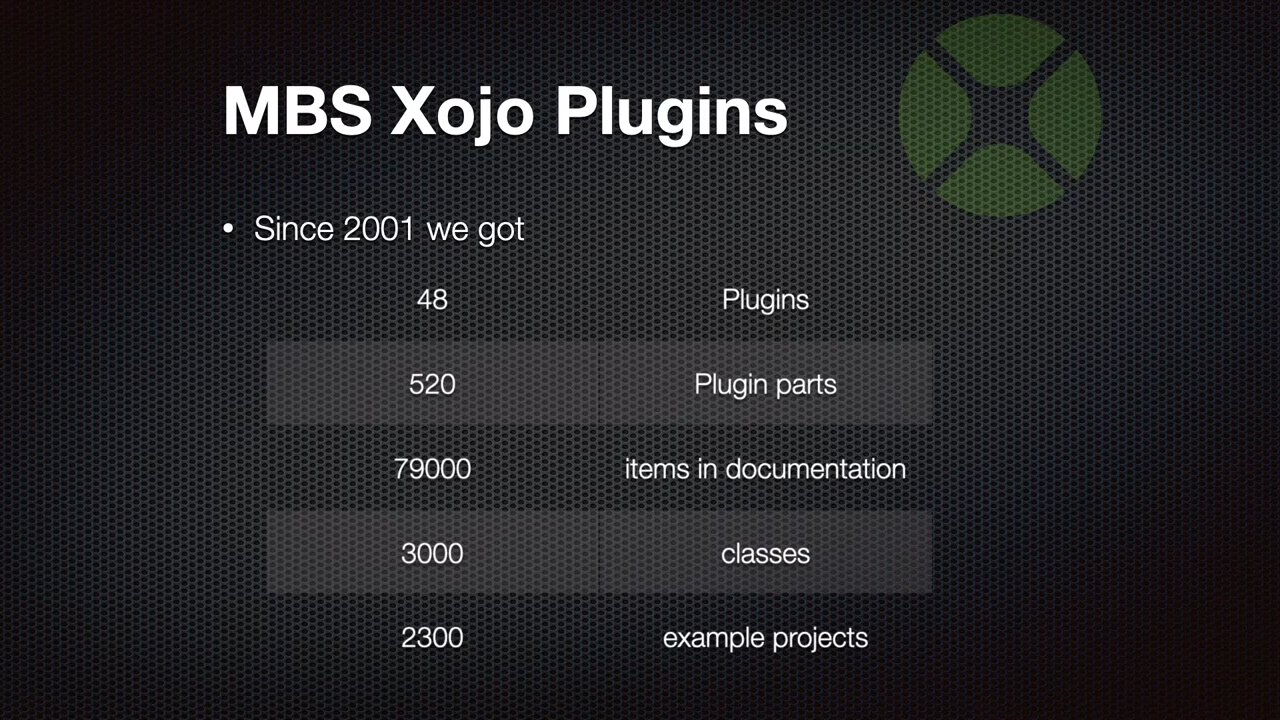 MBS Xojo Plugins
• Since 2001 we got
48 Plugins
520 Plugin parts
79000 items in documentation
3000 classes
2300 example projects